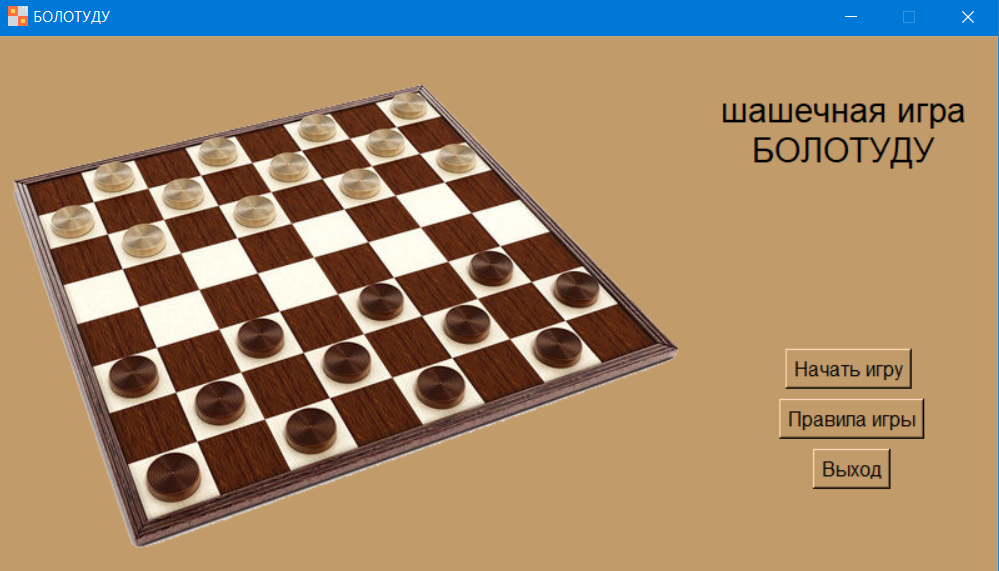 БОЛОТУДУ
шашечная игра
БОЛОТУДУ
Начать игру
Правила игры
Выход